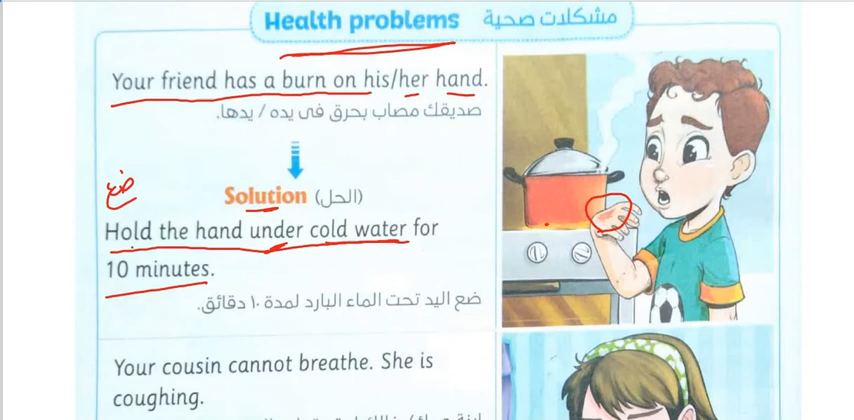 Health problems مشكلات صحية
Your friend has a burn on his/her hand.
صديقك مصاب بحرق فى يده / يدها.
ضع
Solution (الحل)
Hold the hand under cold water for
10 minutes.
ضع اليد تحت الماء البارد لمدة ١٠ دقائق.
Your cousin cannot breathe. She is
coughing.